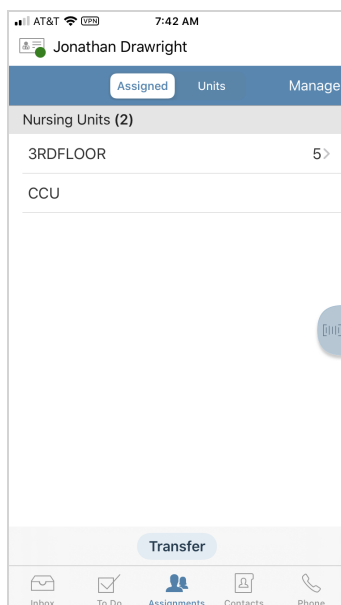 AT&T VPN 7:42 AM
Jonathan Drawright
Assigned Units Manage
Nursing Units (2)
3RDFLOOR 5
CCU
Transfer
Inbox To Do Assignments Contacts Phone